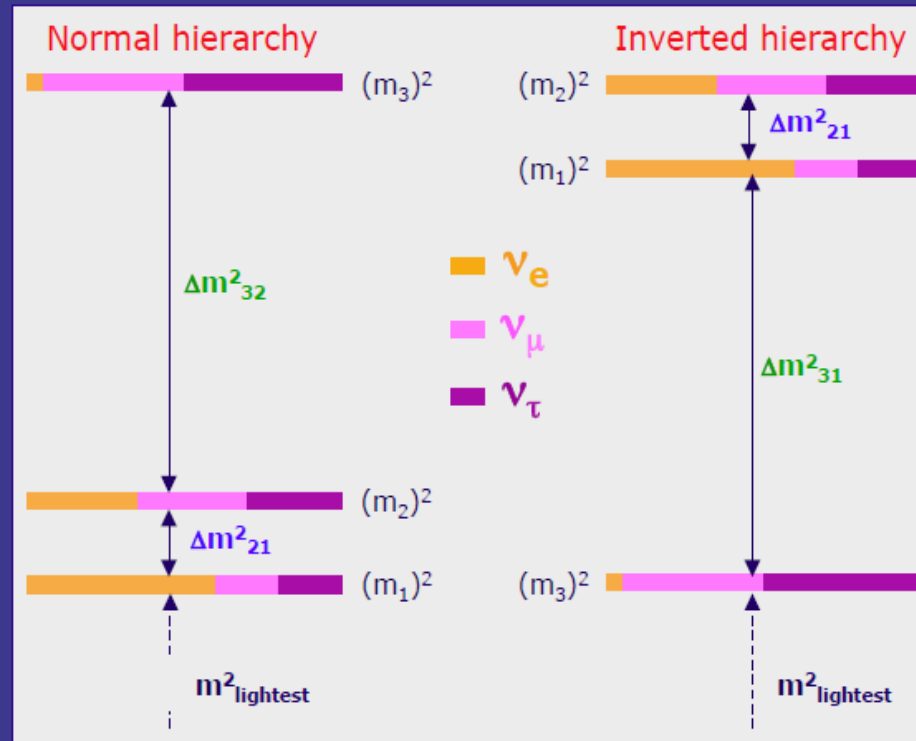 Normal hierarchy
(m₃)²
Δm²₃₂
(m₂)²
Δm²₂₁
(m₁)²
m²lightest
νe
νμ
ντ
Inverted hierarchy
(m₂)²
Δm²₂₁
(m₁)²
Δm²₃₁
(m₃)²
m²lightest